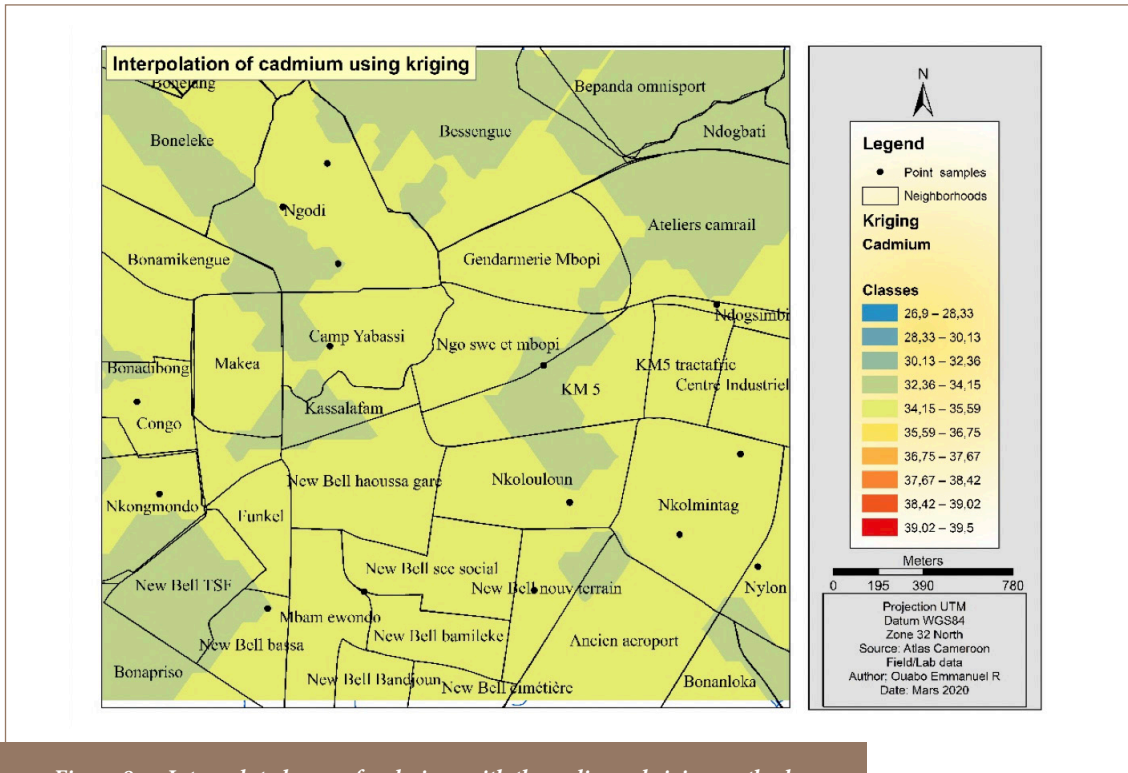 Interpolation of cadmium using kriging
Bepanda omnisport
Boneleke
Bessengue
Ndogbati
Ngodi
Ateliers camrail
Bonamikengue
Gendarmerie Mbopi
Ndogsimbi
Camp Yabassi
Ngo swe et mbopi
Makea
KM5 tractafric
Bonadibong
Centre Industriel
KM 5
Kassalafam
Congo
New Bell haoussa gare
Nkolouloun
Nkongmondo
Nkolmintag
Funkel
New Bell sec social
New Bell TSF
New Bell nouv terrain
Nylon
Mbam ewondo
New Bell bamileke
Ancien aeroport
New Bell bassa
Bonapriso
New Bell Bandjoun
New Bell cimétière
Bonanloka
N
Legend
Point samples
Neighborhoods
Kriging
Cadmium
Classes
26,9 – 28,33
28,33 – 30,13
30,13 – 32,36
32,36 – 34,15
34,15 – 35,59
35,59 – 36,75
36,75 – 37,67
37,67 – 38,42
38,42 – 39,02
39,02 – 39,5
Meters
0 195 390 780
Projection UTM
Datum WGS84
Zone 32 North
Source: Atlas Cameroon
Field/Lab data
Author: Ouabo Emmanuel R
Date: Mars 2020